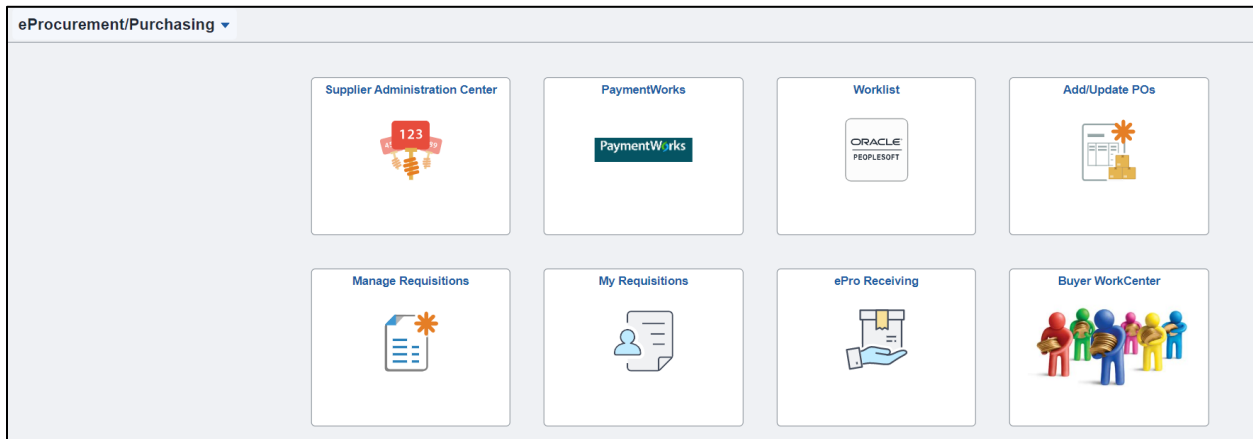 eProcurement/Purchasing
Supplier Administration Center
PaymentWorks
Worklist
Add/Update POs
123
PaymentWorks
ORACLE
PEOPLESOFT
Manage Requisitions
My Requisitions
ePro Receiving
Buyer WorkCenter